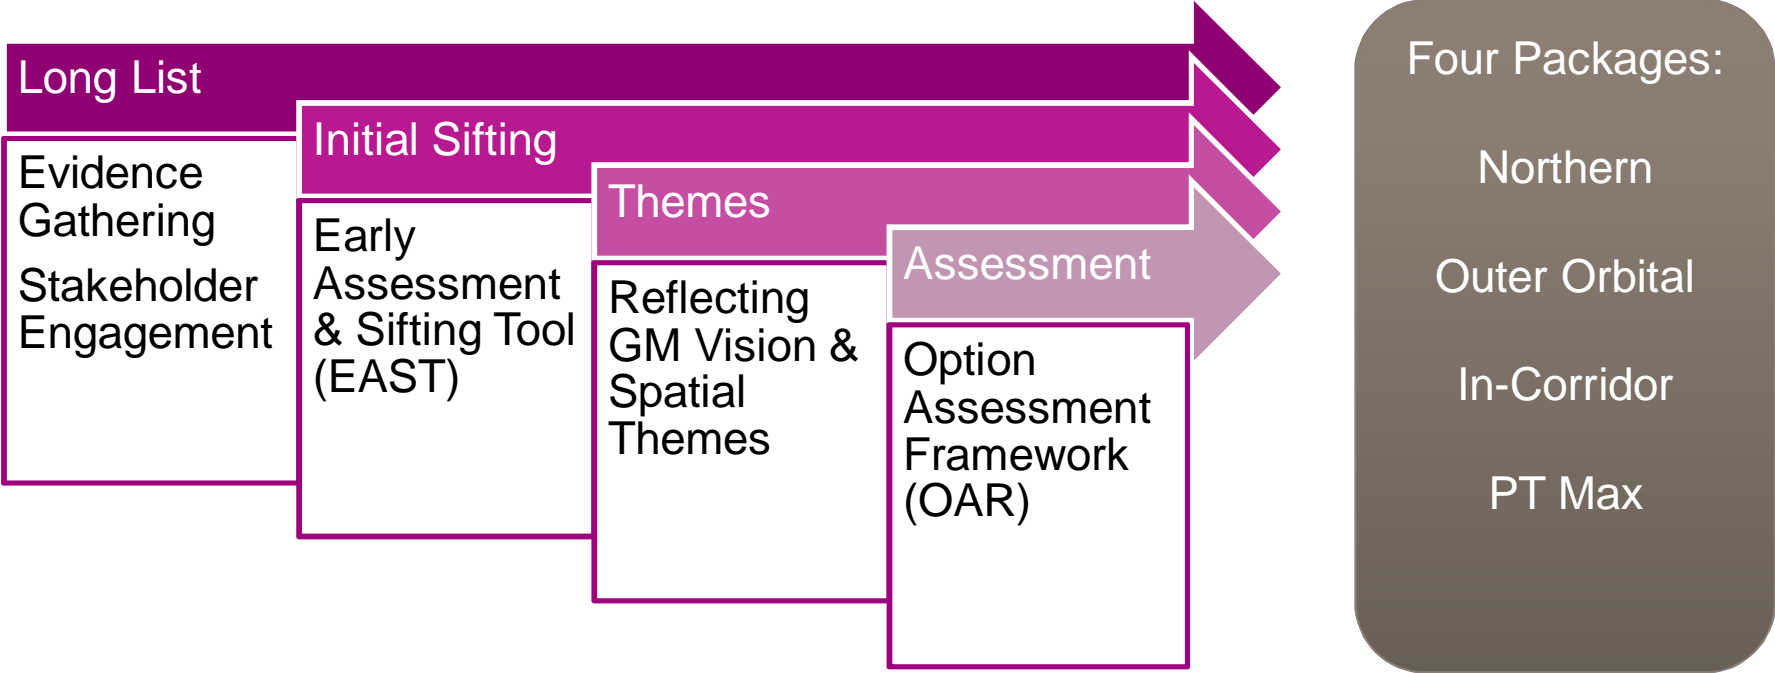 Long List
Evidence
Gathering
Stakeholder
Engagement
Initial Sifting
Early
Assessment
& Sifting Tool
(EAST)
Themes
Reflecting
GM Vision &
Spatial
Themes
Assessment
Option
Assessment
Framework
(OAR)
Four Packages:
Northern
Outer Orbital
In-Corridor
PT Max